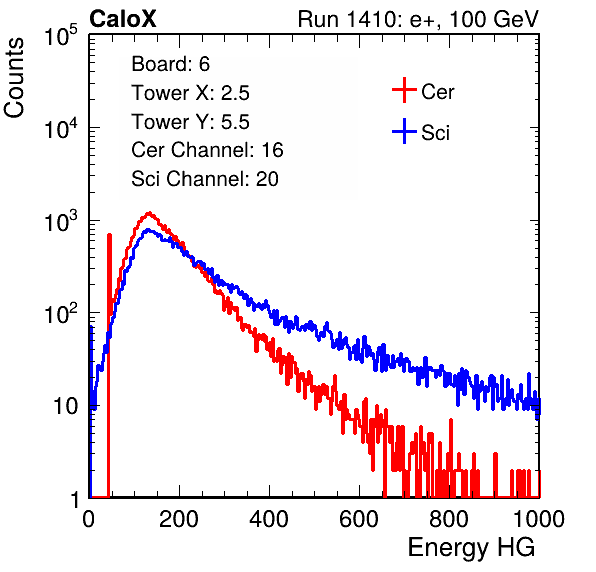 CaloX Run 1410: e+, 100 GeV
Counts
Board: 6
Tower X: 2.5
Tower Y: 5.5
Cer Channel: 16
Sci Channel: 20
Cer
Sci
10^5
10^4
10^3
10^2
10
1
0 200 400 600 800 1000
Energy HG